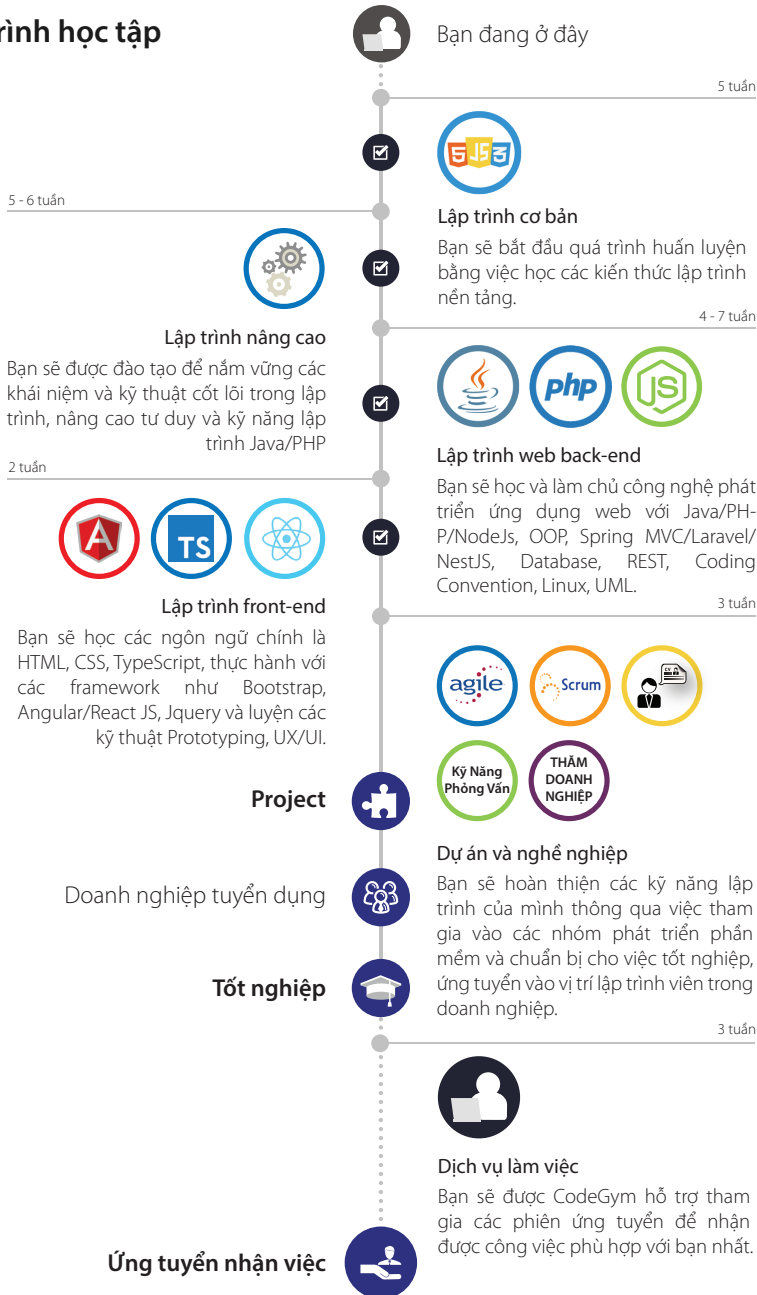 rình học tập
Bạn đang ở đây
5 tuần
5 JS 3
Lập trình cơ bản
Bạn sẽ bắt đầu quá trình huấn luyện
bằng việc học các kiến thức lập trình
nền tảng.
5 - 6 tuần
Lập trình nâng cao
Bạn sẽ được đào tạo để nắm vững các
khái niệm và kỹ thuật cốt lõi trong lập
trình, nâng cao tư duy và kỹ năng lập
trình Java/PHP
4 - 7 tuần
php
JS
Lập trình web back-end
Bạn sẽ học và làm chủ công nghệ phát
triển ứng dụng web với Java/PH-
P/NodeJs, OOP, Spring MVC/Laravel/
NestJS, Database, REST, Coding
Convention, Linux, UML.
2 tuần
A
TS
Lập trình front-end
Bạn sẽ học các ngôn ngữ chính là
HTML, CSS, TypeScript, thực hành với
các framework như Bootstrap,
Angular/React JS, Jquery và luyện các
kỹ thuật Prototyping, UX/UI.
3 tuần
agile
Scrum
CV
Kỹ Năng
Phỏng Vấn
THĂM
DOANH
NGHIỆP
Project
Doanh nghiệp tuyển dụng
Tốt nghiệp
Dự án và nghề nghiệp
Bạn sẽ hoàn thiện các kỹ năng lập
trình của mình thông qua việc tham
gia vào các nhóm phát triển phần
mềm và chuẩn bị cho việc tốt nghiệp,
ứng tuyển vào vị trí lập trình viên trong
doanh nghiệp.
3 tuần
Dịch vụ làm việc
Bạn sẽ được CodeGym hỗ trợ tham
gia các phiên ứng tuyển để nhận
được công việc phù hợp với bạn nhất.
Ứng tuyển nhận việc